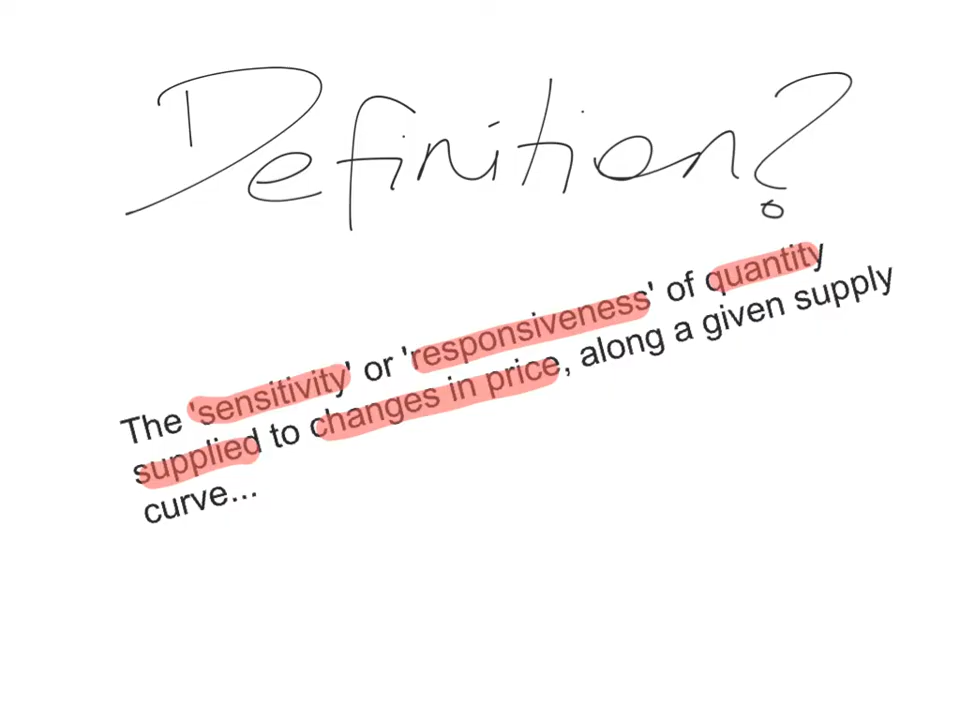 Definition?
The 'sensitivity' or 'responsiveness' of quantity
supplied to changes in price, along a given supply
curve...